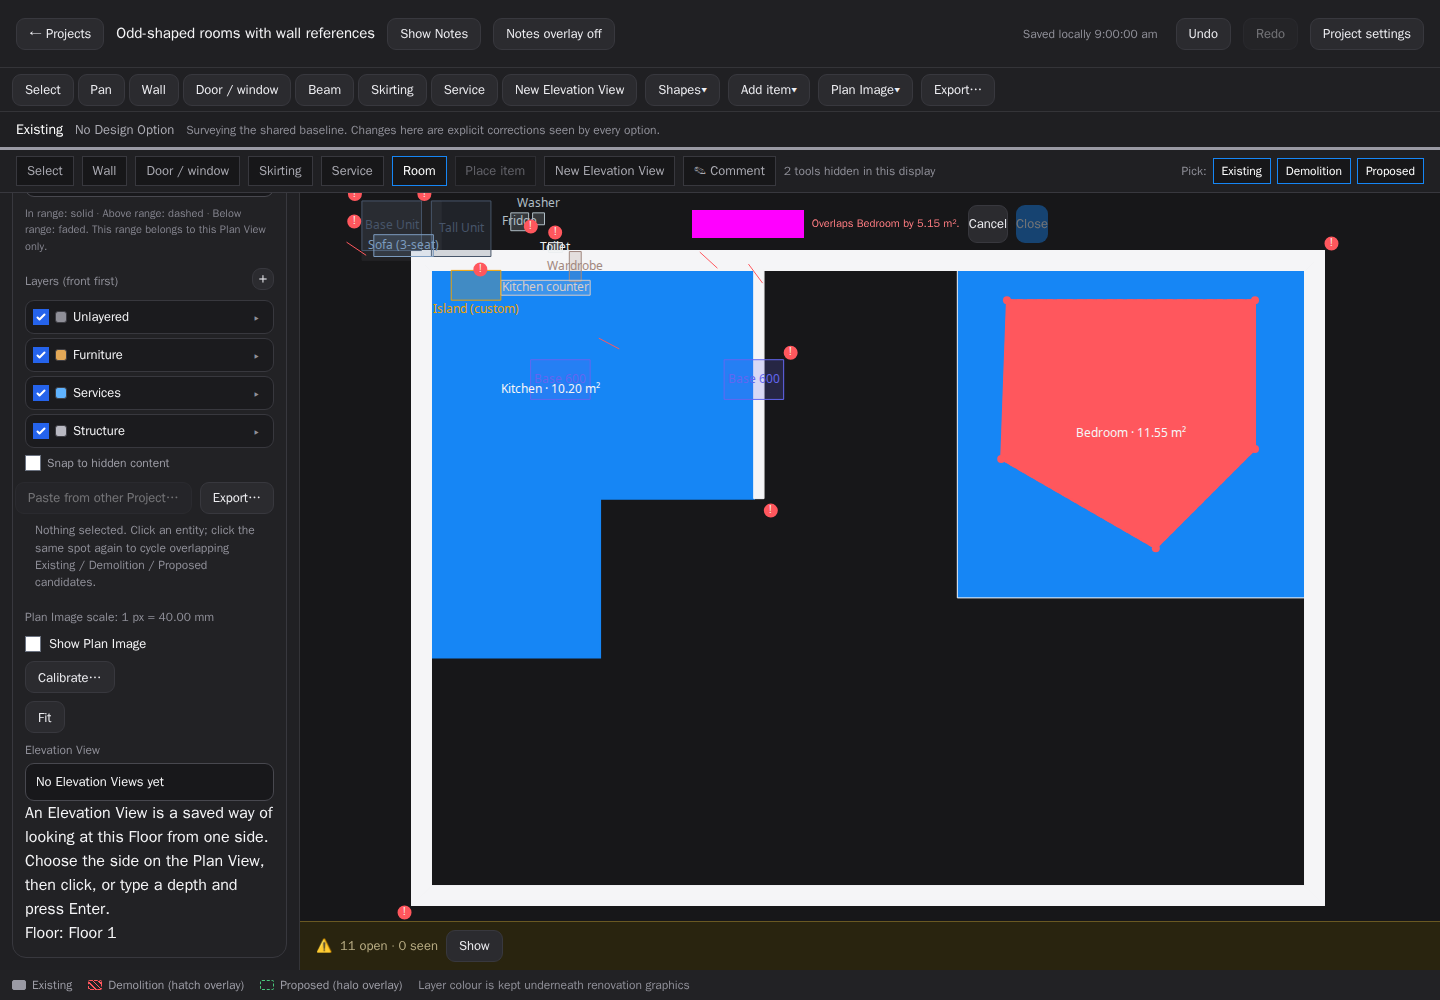 ← Projects
Odd-shaped rooms with wall references
Show Notes
Notes overlay off
Saved locally 9:00:00 am
Undo
Redo
Project settings
Select
Pan
Wall
Door / window
Beam
Skirting
Service
New Elevation View
Shapes▾
Add item▾
Plan Image▾
Export⋯
Existing
No Design Option
Surveying the shared baseline. Changes here are explicit corrections seen by every option.
Select
Wall
Door / window
Skirting
Service
Room
Place item
New Elevation View
✎ Comment
2 tools hidden in this display
Pick:
Existing
Demolition
Proposed
In range: solid · Above range: dashed · Below
range: faded. This range belongs to this Plan View
only.
Layers (front first)
+
Unlayered
Furniture
Services
Structure
Snap to hidden content
Paste from other Project⋯
Export⋯
Nothing selected. Click an entity; click the
same spot again to cycle overlapping
Existing / Demolition / Proposed
candidates.
Plan Image scale: 1 px = 40.00 mm
Show Plan Image
Calibrate⋯
Fit
Elevation View
No Elevation Views yet
An Elevation View is a saved way of
looking at this Floor from one side.
Choose the side on the Plan View,
then click, or type a depth and
press Enter.
Floor: Floor 1
Washer
Base Unit
Tall Unit
Sofa (3-seat)
Toilet
Wardrobe
Kitchen counter
Island (custom)
Overlaps Bedroom by 5.15 m².
Cancel
Close
Kitchen · 10.20 m²
Base 600
Bedroom · 11.55 m²
⚠️ 11 open · 0 seen
Show
Existing
Demolition (hatch overlay)
Proposed (halo overlay)
Layer colour is kept underneath renovation graphics